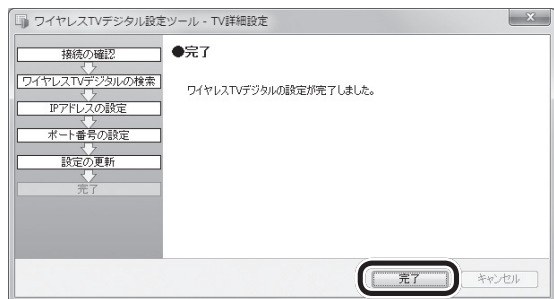 ワイヤレスTVデジタル設定ツール - TV詳細設定
接続の確認
ワイヤレスTVデジタルの検索
IPアドレスの設定
ポート番号の設定
設定の更新
完了
●完了
ワイヤレスTVデジタルの設定が完了しました。
完了
キャンセル